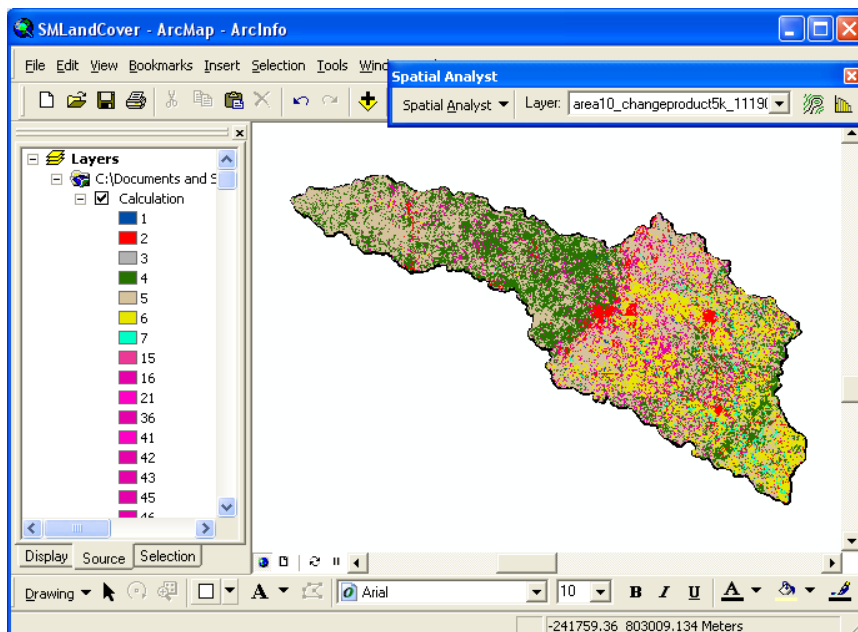 SMLandCover - ArcMap - ArcInfo
File Edit View Bookmarks Insert Selection Tools
Spatial Analyst
Spatial Analyst Layer: area10_changeproduct5k_1119
Layers
C:\Documents and S
Calculation
1
2
3
4
5
6
7
15
16
21
36
41
42
43
45
Display Source Selection
Drawing A Arial 10 B I U A
-241759.36 803009.134 Meters